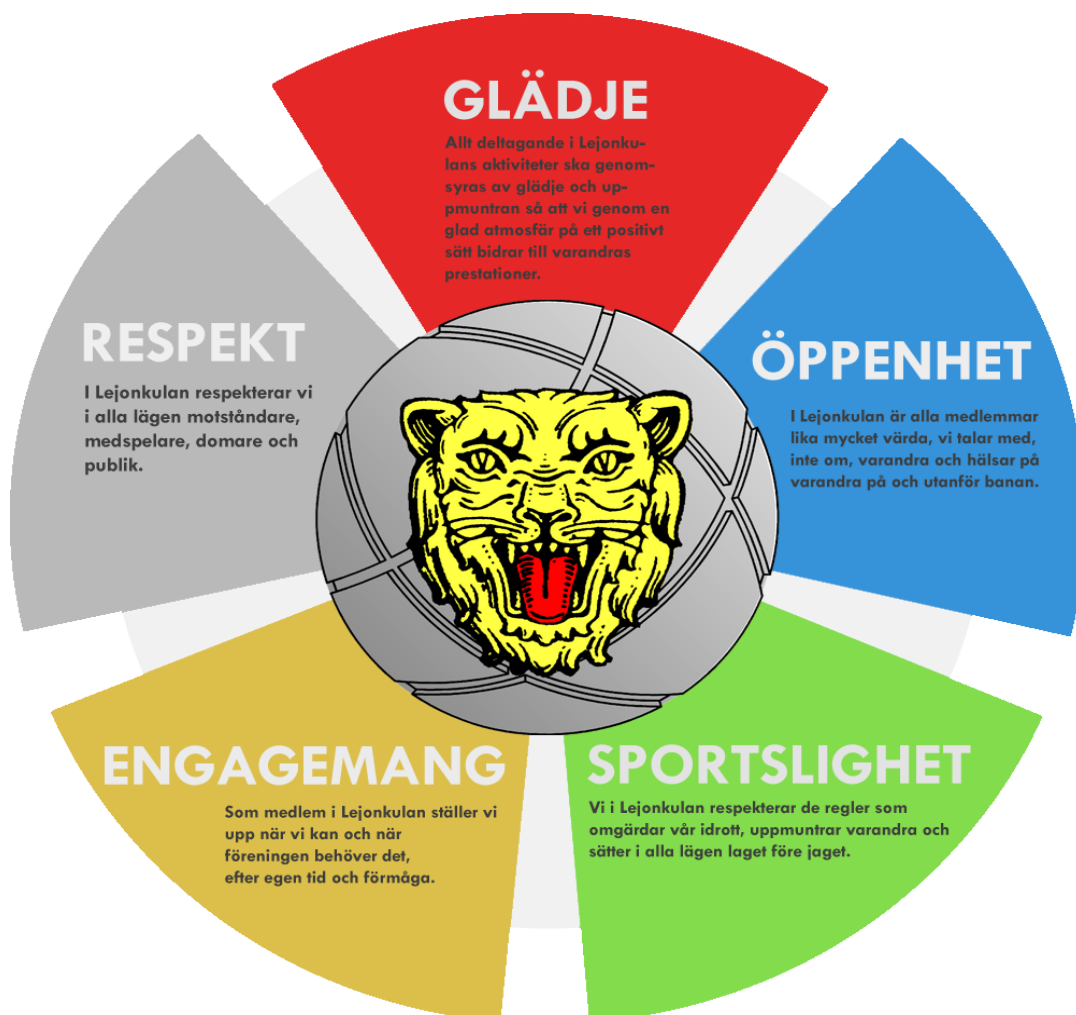 GLÄDJE
Allt deltagande i Lejonku-
lans aktiviteter ska genom-
syras av glädje och up-
pmuntran så att vi genom en
glad atmosfär på ett positivt
sätt bidrar till varandras
prestationer.
RESPEKT
I Lejonkulan respekterar vi
i alla lägen motståndare,
medspelare, domare och
publik.
ÖPPENHET
I Lejonkulan är alla medlemmar
lika mycket värda, vi talar med,
inte om, varandra och hälsar på
varandra på och utanför banan.
ENGAGEMANG
Som medlem i Lejonkulan ställer vi
upp när vi kan och när
föreningen behöver det,
efter egen tid och förmåga.
SPORTSLIGHET
Vi i Lejonkulan respekterar de regler som
omgärdar vår idrott, uppmuntrar varandra och
sätter i alla lägen laget före jaget.